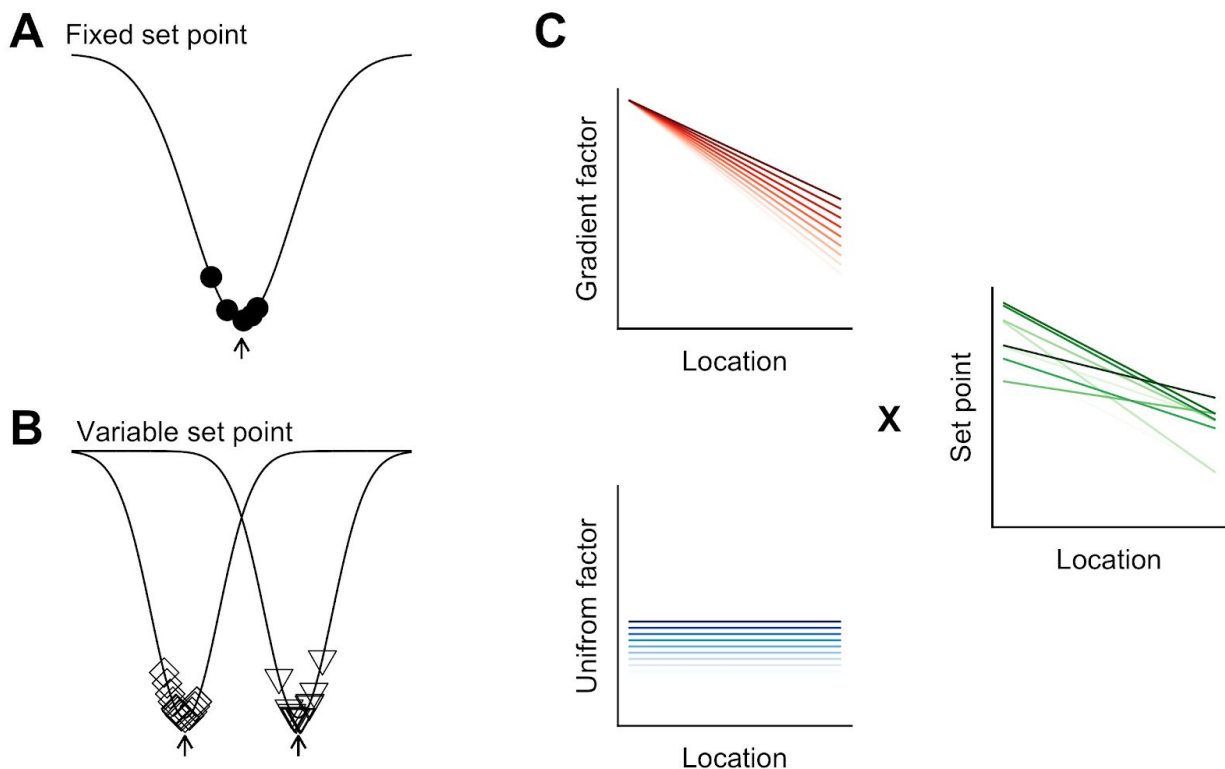 A
Fixed set point
B
Variable set point
C
Gradient factor
Location
Unifrom factor
Location
X
Set point
Location